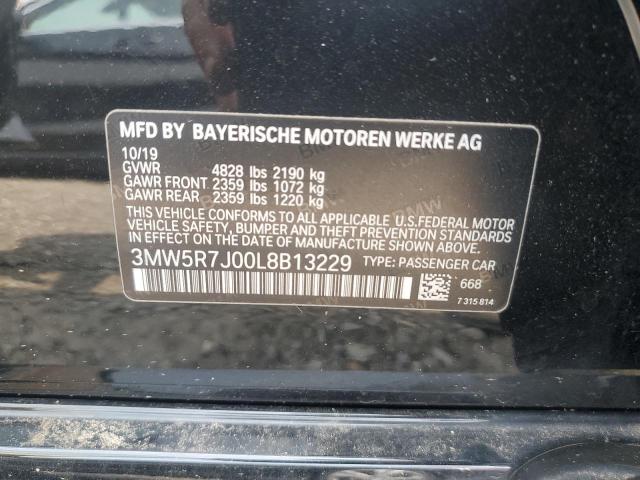 MFD BY BAYERISCHE MOTOREN WERKE AG
10/19
GVWR 4828 lbs 2190 kg
GAWR FRONT 2359 lbs 1072 kg
GAWR REAR 2359 lbs 1220 kg
THIS VEHICLE CONFORMS TO ALL APPLICABLE U.S.FEDERAL MOTOR
VEHICLE SAFETY, BUMPER AND THEFT PREVENTION STANDARDS
IN EFFECT ON THE DATE OF MANUFACTURE SHOWN ABOVE.
3MW5R7J00L8B13229 TYPE: PASSENGER CAR
668
7 315 814